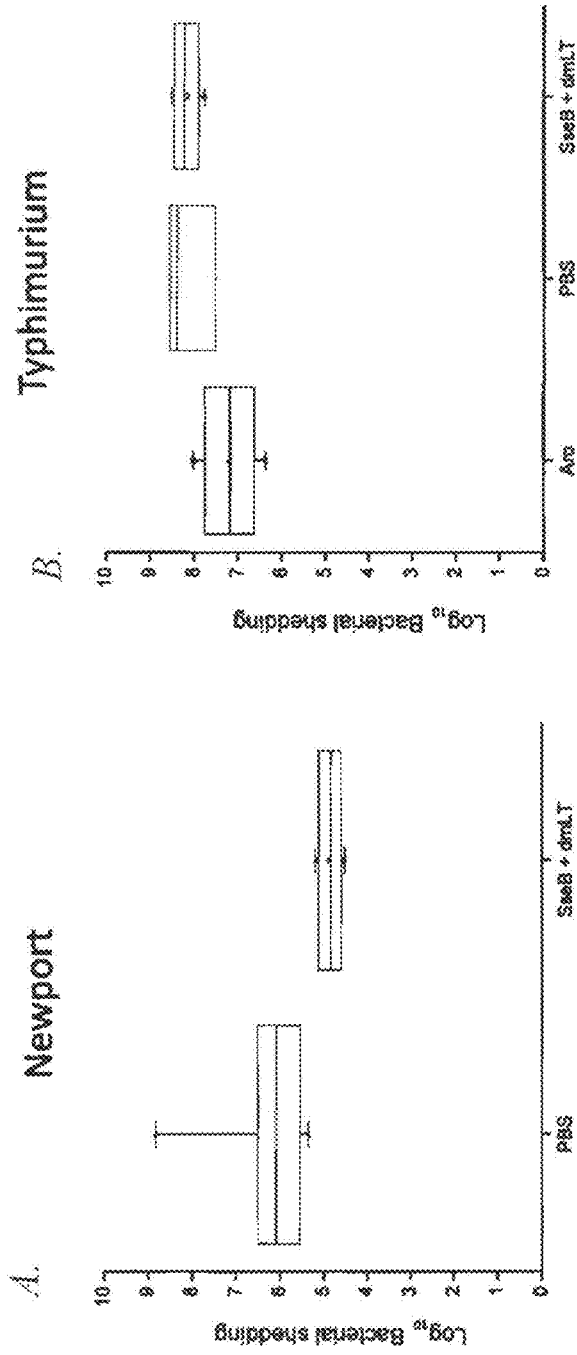 A.
Newport
Log₁₀ Bacterial shedding
10
9
8
7
6
5
4
3
2
1
0
PBS
SseB + dmLT
B.
Typhimurium
Log₁₀ Bacterial shedding
10
9
8
7
6
5
4
3
2
1
0
Aro
PBS
SseB + dmLT